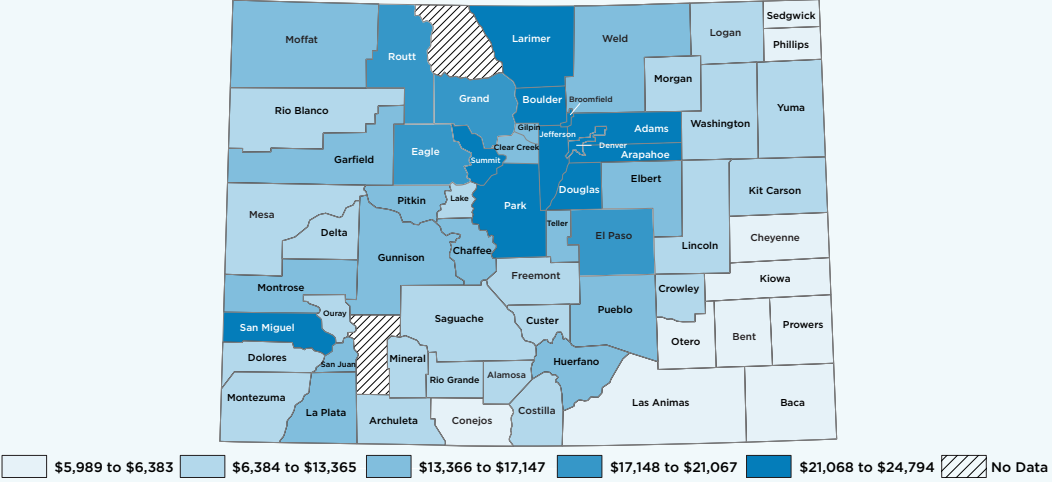 Sedgwick
Larimer
Logan
Moffat
Weld
Phillips
Routt
Morgan
Grand
Boulder
Broomfield
Rio Blanco
Yuma
Gilpin
Washington
Adams
Jefferson
Clear Creek
Denver
Eagle
Arapahoe
Garfield
Summit
Elbert
Douglas
Kit Carson
Pitkin
Lake
Park
Mesa
Teller
Delta
El Paso
Cheyenne
Lincoln
Chaffee
Gunnison
Freemont
Kiowa
Montrose
Crowley
Pueblo
Ouray
Saguache
Custer
Prowers
San Miguel
Bent
Otero
Dolores
Mineral
San Juan
Huerfano
Alamosa
Rio Grande
Montezuma
Las Animas
Baca
La Plata
Costilla
Archuleta
Conejos
$5,989 to $6,383 $6,384 to $13,365 $13,366 to $17,147 $17,148 to $21,067 $21,068 to $24,794 No Data